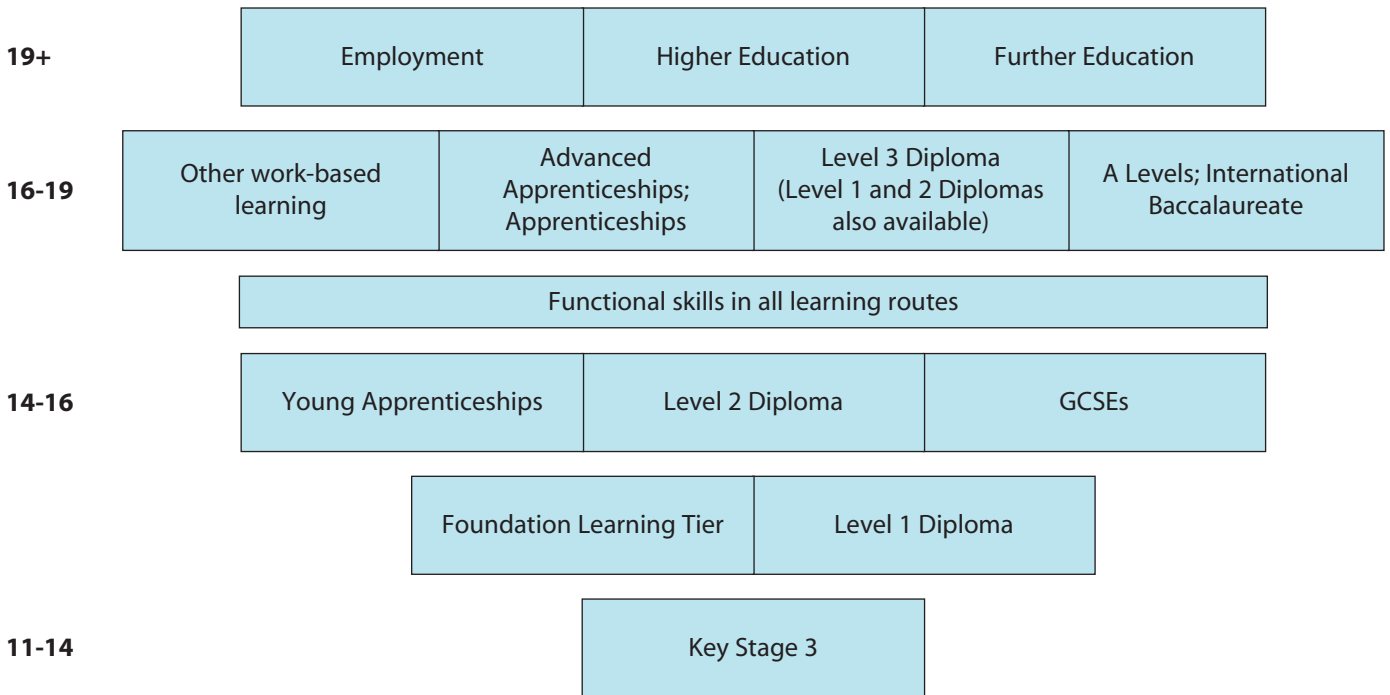 19+
Employment
Higher Education
Further Education
16-19
Other work-based
learning
Advanced
Apprenticeships;
Apprenticeships
Level 3 Diploma
(Level 1 and 2 Diplomas
also available)
A Levels; International
Baccalaureate
Functional skills in all learning routes
14-16
Young Apprenticeships
Level 2 Diploma
GCSEs
Foundation Learning Tier
Level 1 Diploma
11-14
Key Stage 3